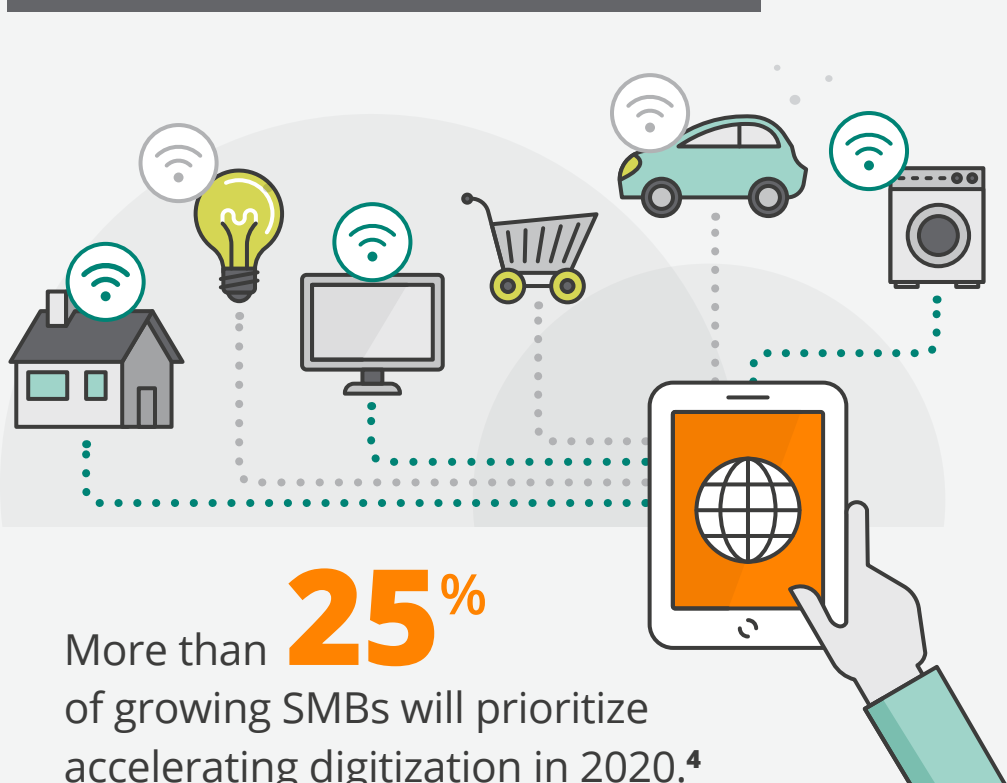 More than 25%
of growing SMBs will prioritize
accelerating digitization in 2020.⁴